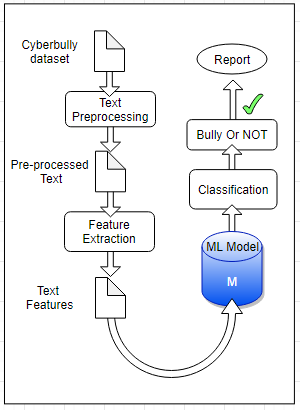 Cyberbully
dataset
Text
Preprocessing
Pre-processed
Text
Feature
Extraction
Text
Features
Report
Bully Or NOT
Classification
ML Model
M